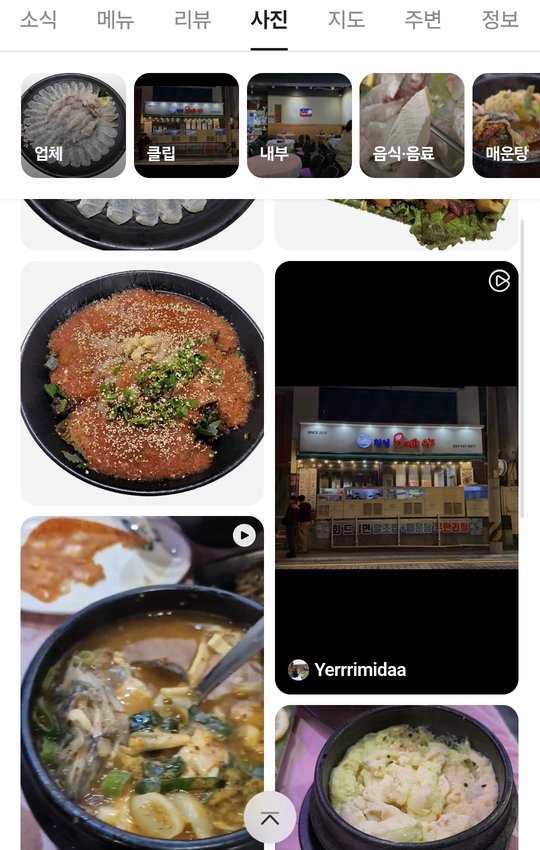 소식 메뉴 리뷰 사진 지도 주변 정보
업체 클립 내부 음식·음료 매운탕
Yerrrimidaa